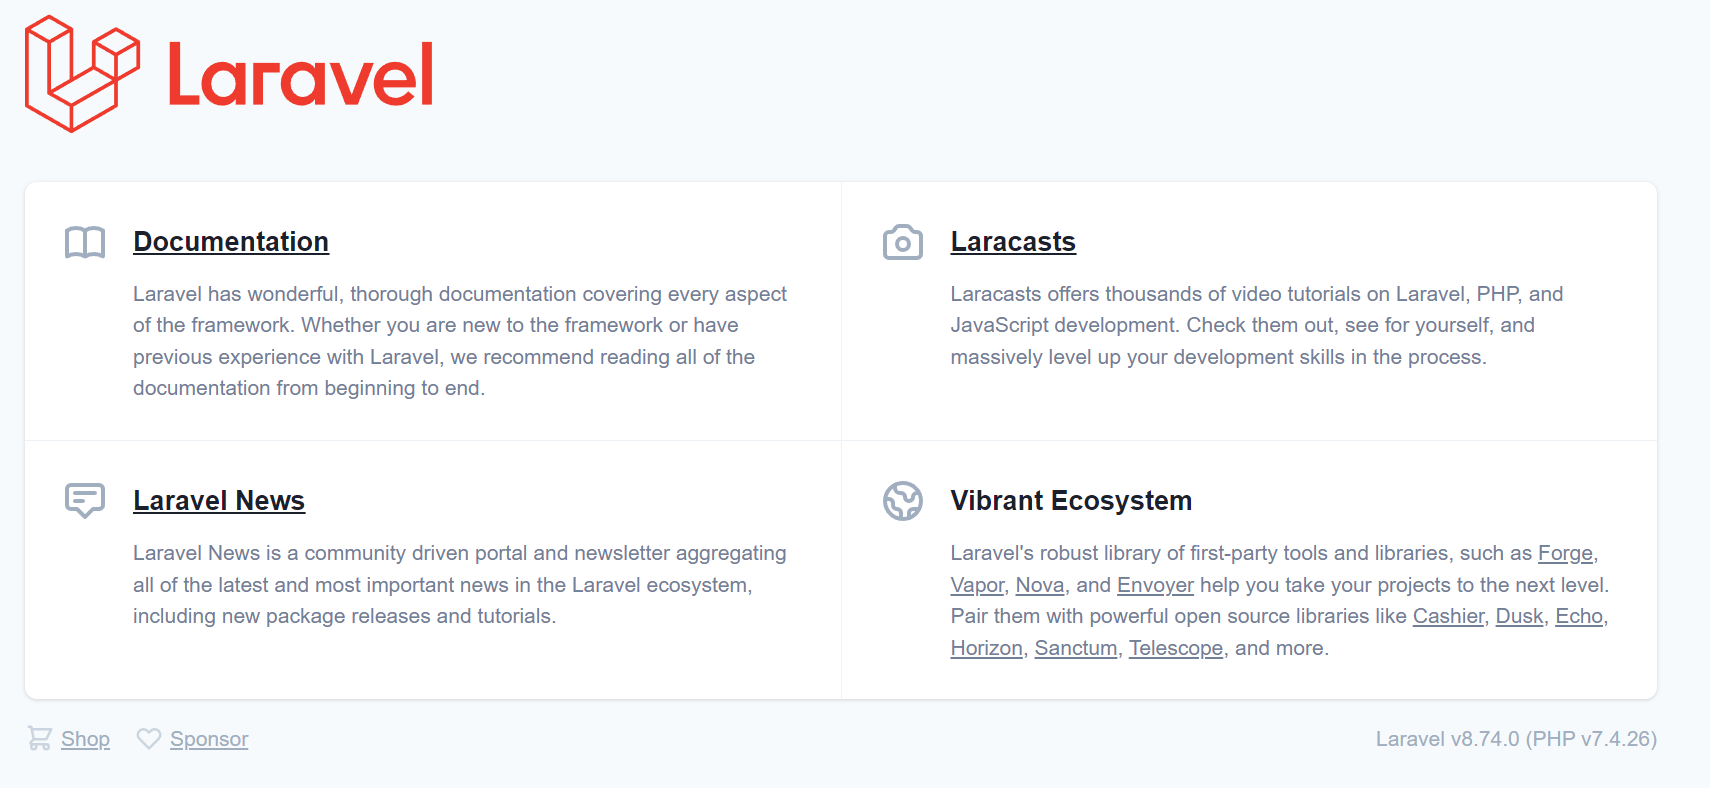 Laravel
Documentation
Laravel has wonderful, thorough documentation covering every aspect
of the framework. Whether you are new to the framework or have
previous experience with Laravel, we recommend reading all of the
documentation from beginning to end.
Laracasts
Laracasts offers thousands of video tutorials on Laravel, PHP, and
JavaScript development. Check them out, see for yourself, and
massively level up your development skills in the process.
Laravel News
Laravel News is a community driven portal and newsletter aggregating
all of the latest and most important news in the Laravel ecosystem,
including new package releases and tutorials.
Vibrant Ecosystem
Laravel's robust library of first-party tools and libraries, such as Forge,
Vapor, Nova, and Envoyer help you take your projects to the next level.
Pair them with powerful open source libraries like Cashier, Dusk, Echo,
Horizon, Sanctum, Telescope, and more.
Shop Sponsor
Laravel v8.74.0 (PHP v7.4.26)